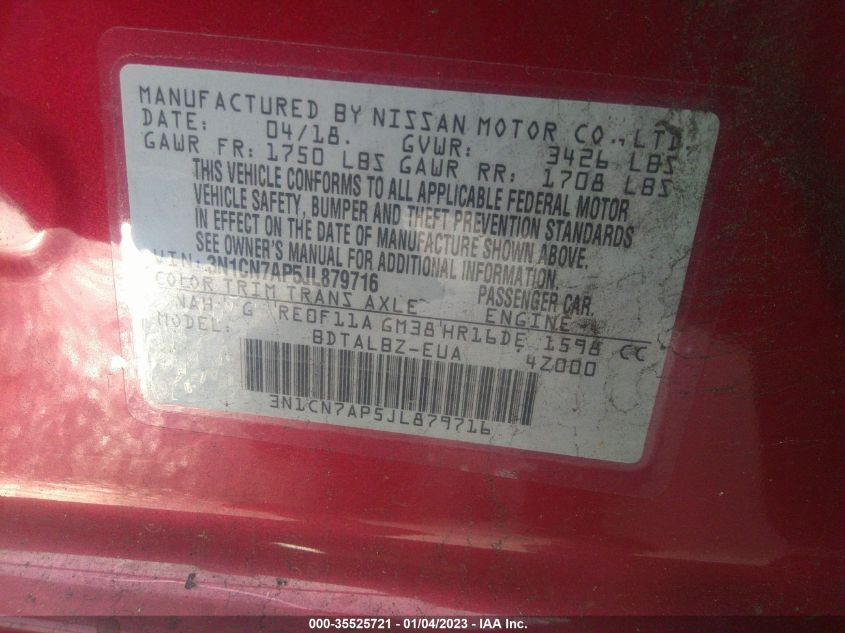 MANUFACTURED BY NISSAN MOTOR CO., LTD
DATE: 04/18. GVWR: 3426 LBS
GAWR FR: 1750 LBS GAWR RR: 1708 LBS
THIS VEHICLE CONFORMS TO ALL APPLICABLE FEDERAL MOTOR
VEHICLE SAFETY, BUMPER AND THEFT PREVENTION STANDARDS
IN EFFECT ON THE DATE OF MANUFACTURE SHOWN ABOVE.
SEE OWNER'S MANUAL FOR ADDITIONAL INFORMATION.
VIN: 3N1CN7AP5JL879716 PASSENGER CAR.
COLOR TRIM TRANS AXLE ENGINE
NAH G RE0F11A GM38 HR16DE 1598 CC
MODEL: BDTALBZ-EUA 4Z000
3N1CN7AP5JL879716
000-35525721 - 01/04/2023 - IAA Inc.